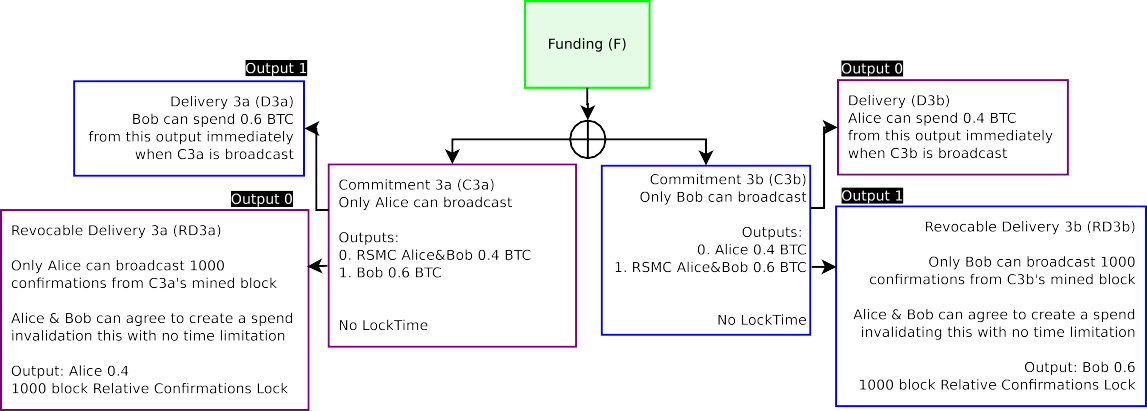 Funding (F)
Output 1
Delivery 3a (D3a)
Bob can spend 0.6 BTC
from this output immediately
when C3a is broadcast
Output 0
Revocable Delivery 3a (RD3a)
Only Alice can broadcast 1000
confirmations from C3a's mined block
Alice & Bob can agree to create a spend
invalidation this with no time limitation
Output: Alice 0.4
1000 block Relative Confirmations Lock
Commitment 3a (C3a)
Only Alice can broadcast
Outputs:
0. RSMC Alice&Bob 0.4 BTC
1. Bob 0.6 BTC
No LockTime
Commitment 3b (C3b)
Only Bob can broadcast
Outputs:
0. Alice 0.4 BTC
1. RSMC Alice&Bob 0.6 BTC
No LockTime
Output 0
Delivery (D3b)
Alice can spend 0.4 BTC
from this output immediately
when C3b is broadcast
Output 1
Revocable Delivery 3b (RD3b)
Only Bob can broadcast 1000
confirmations from C3b's mined block
Alice & Bob can agree to create a spend
invalidating this with no time limitation
Output: Bob 0.6
1000 block Relative Confirmations Lock